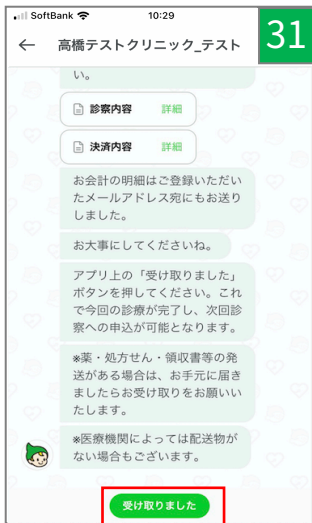 SoftBank 10:29
31
← 高橋テストクリニック_テスト
い。
診察内容 詳細
決済内容 詳細
お会計の明細はご登録いただい
たメールアドレス宛にもお送り
しました。
お大事にしてくださいね。
アプリ上の「受け取りました」
ボタンを押してください。これ
で今回の診療が完了し、次回診
察への申込が可能となります。
※薬・処方せん・領収書等の発
送がある場合は、お手元に届き
ましたらお受け取りをお願いい
たします。
※医療機関によっては配送物が
ない場合もございます。
受け取りました